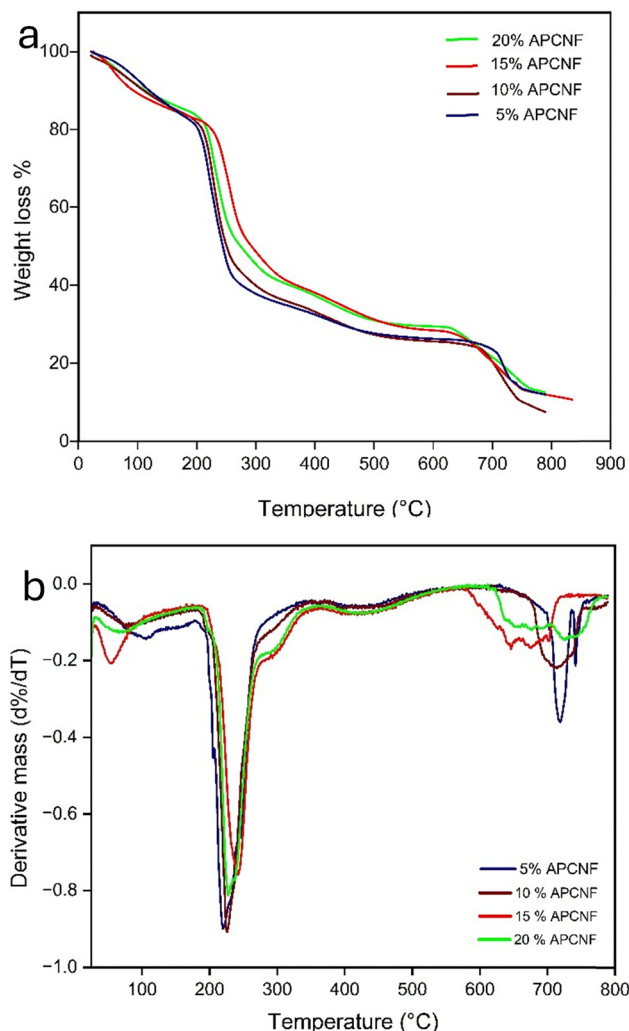 a
20% APCNF
15% APCNF
10% APCNF
5% APCNF
Weight loss %
100
80
60
40
20
0
0 100 200 300 400 500 600 700 800 900
Temperature (°C)
b
0.0
−0.2
−0.4
−0.6
−0.8
−1.0
Derivative mass (d%/dT)
5% APCNF
10 % APCNF
15 % APCNF
20 % APCNF
100 200 300 400 500 600 700 800
Temperature (°C)